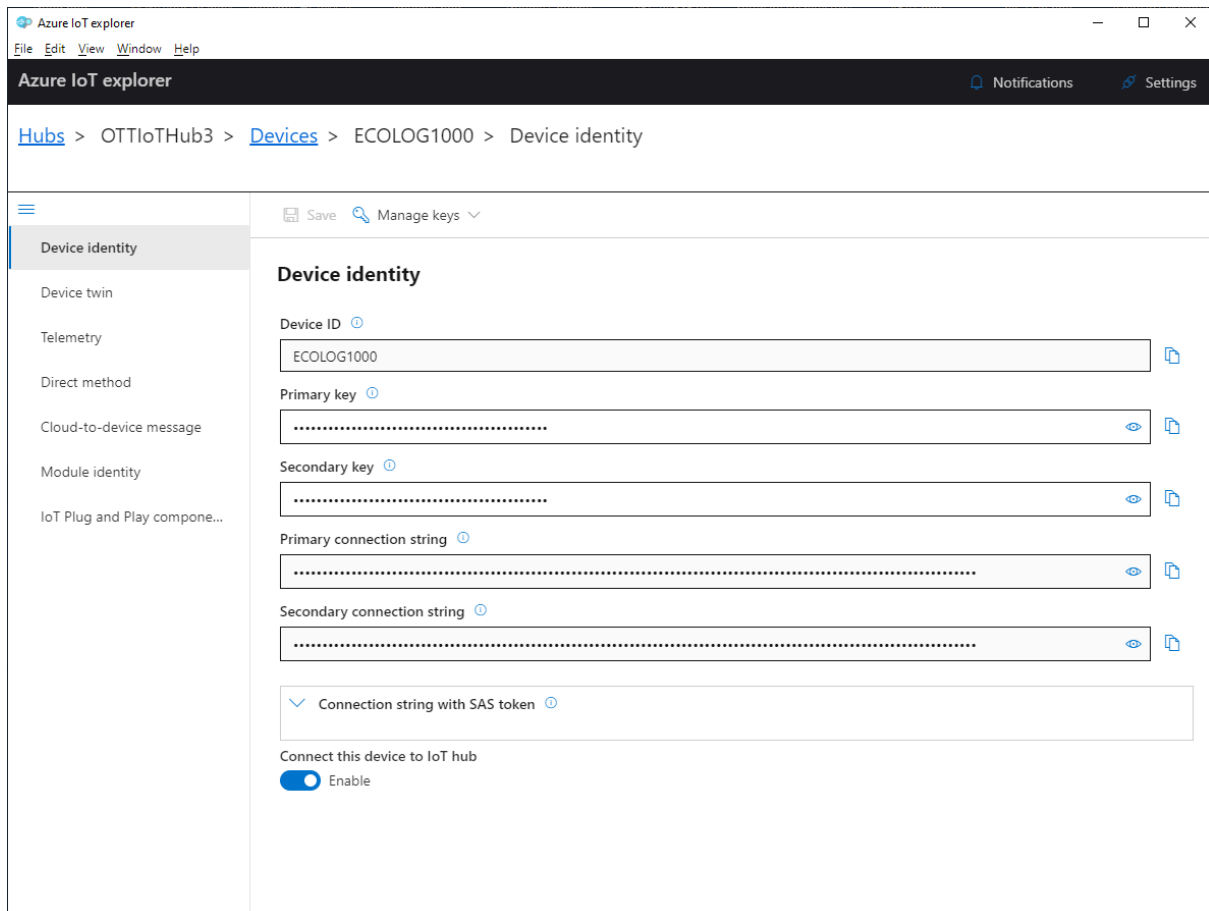 Azure IoT explorer
File Edit View Window Help
Azure IoT explorer
Notifications
Settings
Hubs > OTTIoTHub3 > Devices > ECOLOG1000 > Device identity
Save
Manage keys
Device identity
Device twin
Telemetry
Direct method
Cloud-to-device message
Module identity
IoT Plug and Play compone...
Device identity
Device ID
ECOLOG1000
Primary key
Secondary key
Primary connection string
Secondary connection string
Connection string with SAS token
Connect this device to IoT hub
Enable